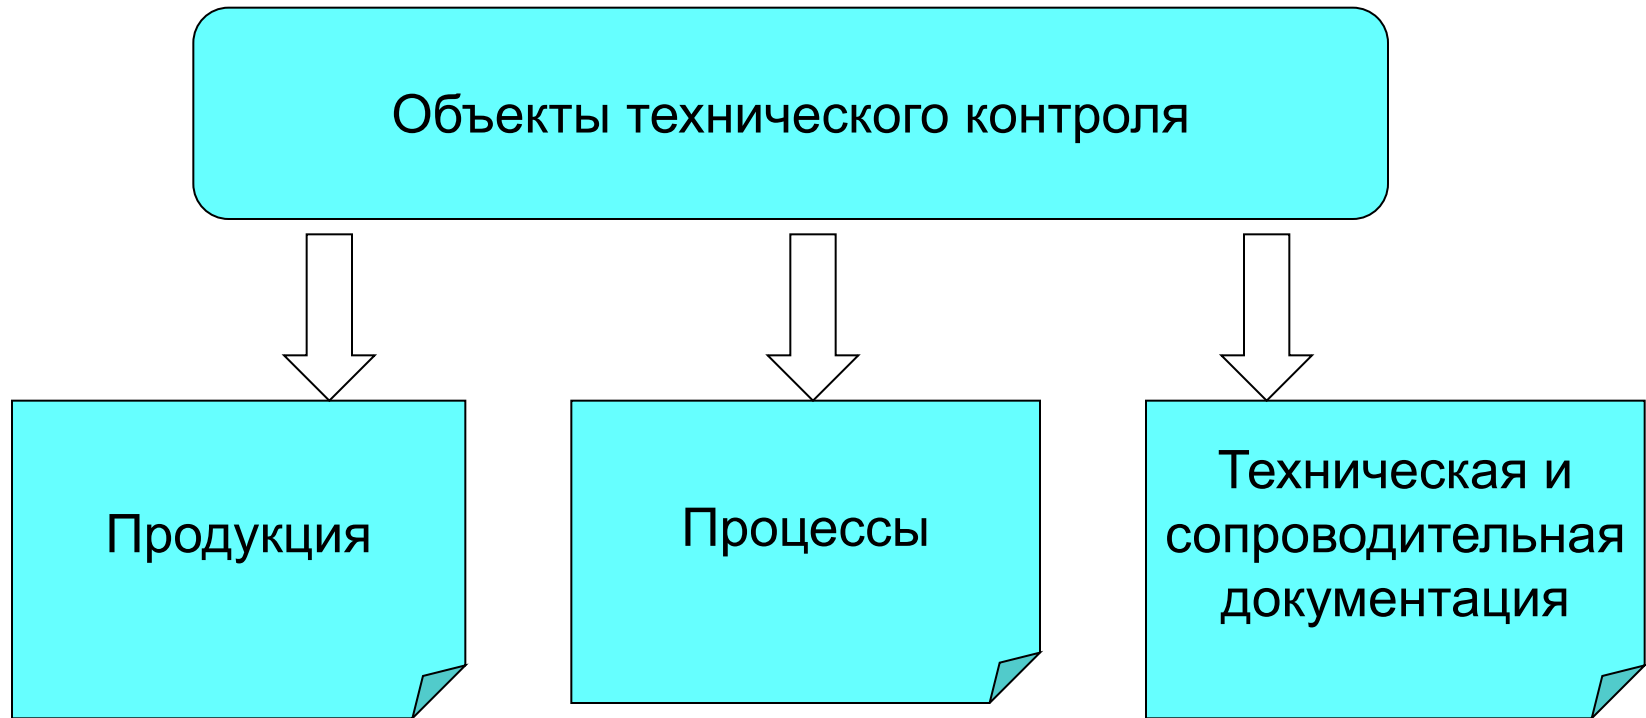 Объекты технического контроля
Продукция
Процессы
Техническая и
сопроводительная
документация